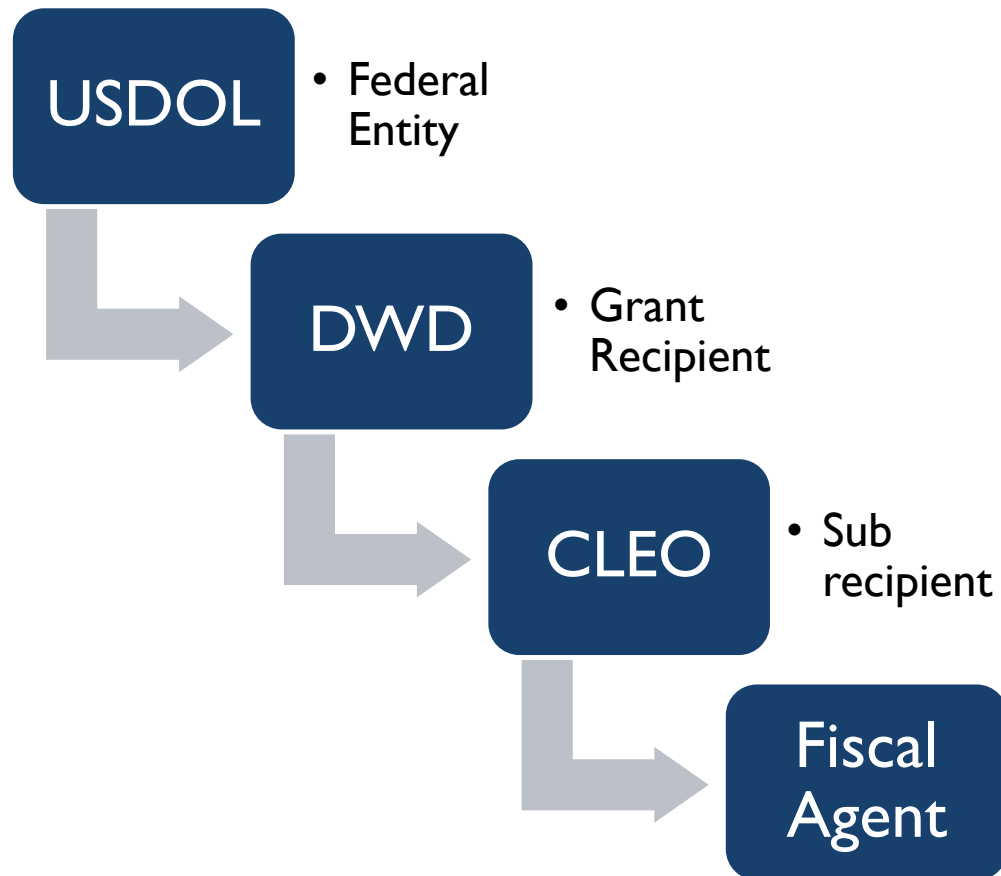 USDOL
• Federal
Entity
DWD
• Grant
Recipient
CLEO
• Sub
recipient
Fiscal
Agent